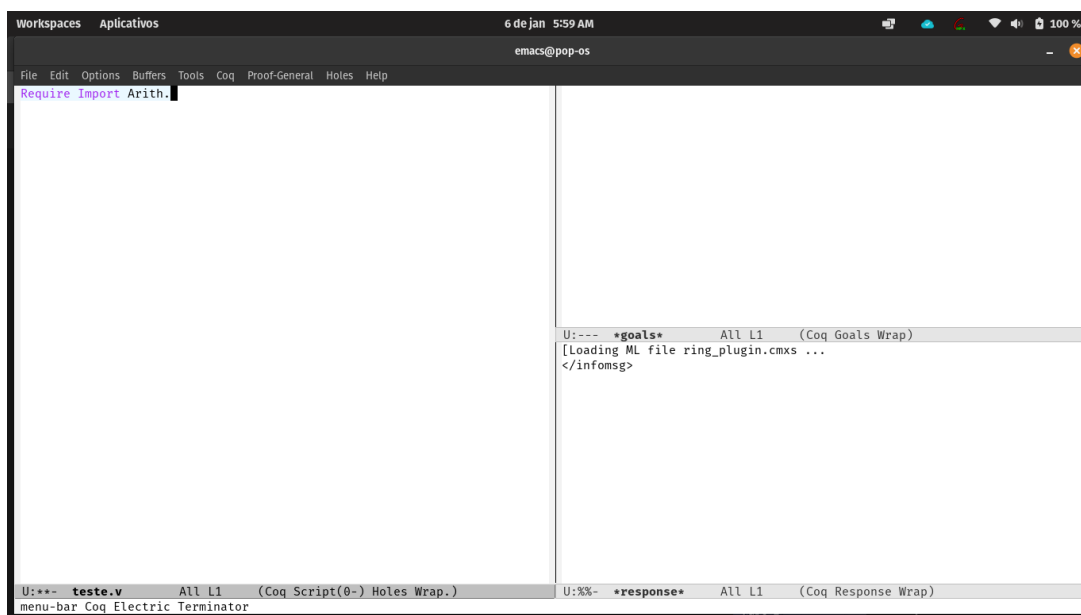 Workspaces Aplicativos 6 de jan 5:59 AM 100 %
emacs@pop-os
File Edit Options Buffers Tools Coq Proof-General Holes Help
Require Import Arith.
U:--- *goals* All L1 (Coq Goals Wrap)
[Loading ML file ring_plugin.cmxs ...
</infomsg>
U:**- teste.v All L1 (Coq Script(0-) Holes Wrap.)
U:%%- *response* All L1 (Coq Response Wrap)
menu-bar Coq Electric Terminator